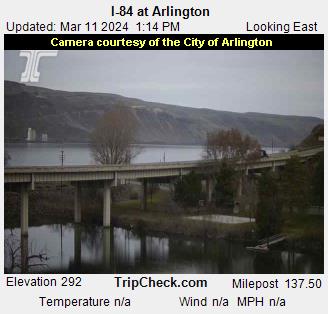 I-84 at Arlington
Updated: Mar 11 2024 1:14 PM Looking East
Camera courtesy of the City of Arlington
Elevation 292 TripCheck.com Milepost 137.50
Temperature n/a Wind n/a MPH n/a